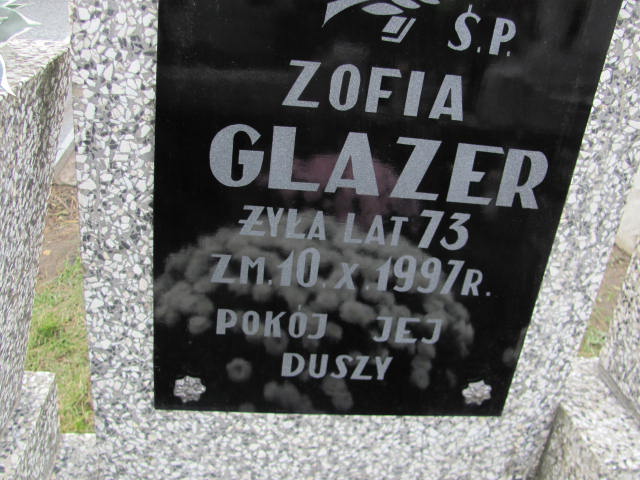 Ś.P.
ZOFIA
GLAZER
ŻYŁA LAT 73
ZM. 10. X. 1997R.
POKÓJ JEJ
DUSZY